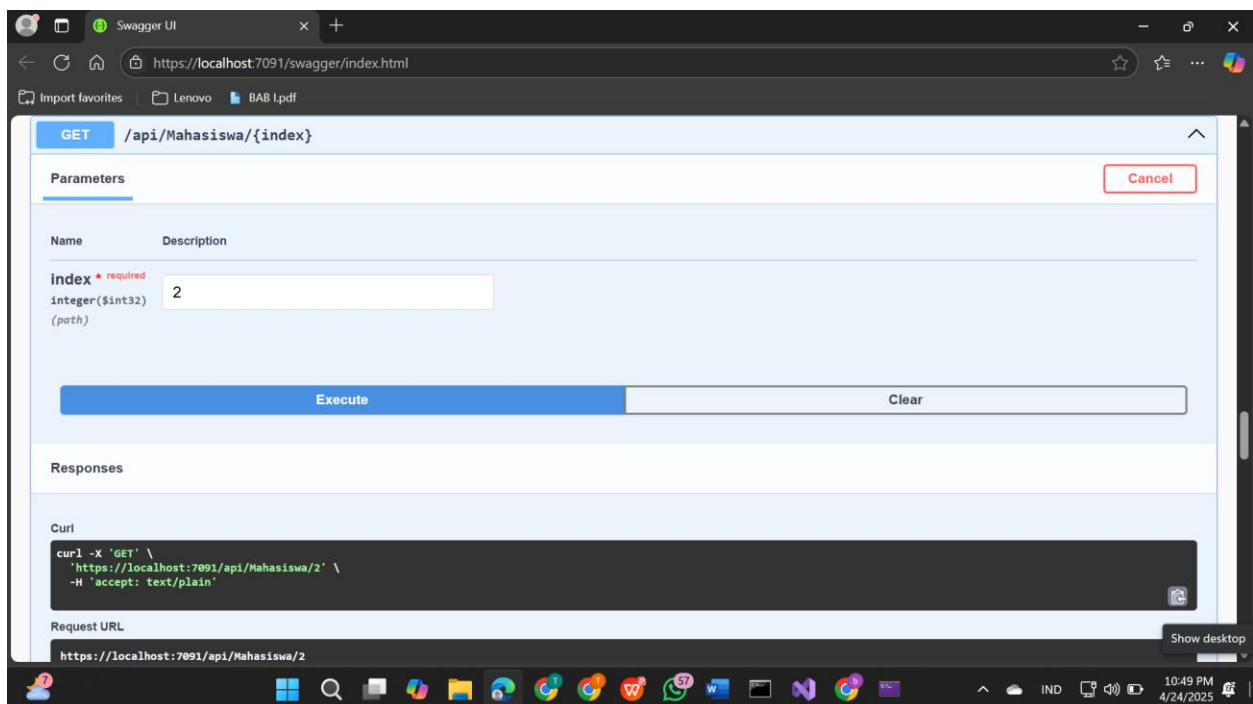 Swagger UI
https://localhost:7091/swagger/index.html
Import favorites
Lenovo
BAB I.pdf
GET /api/Mahasiswa/{index}
Parameters
Cancel
Name Description
index * required
integer($int32)
(path)
2
Execute
Clear
Responses
Curl
curl -X 'GET' \
'https://localhost:7091/api/Mahasiswa/2' \
-H 'accept: text/plain'
Request URL
https://localhost:7091/api/Mahasiswa/2
Show desktop
7
57
IND
10:49 PM
4/24/2025